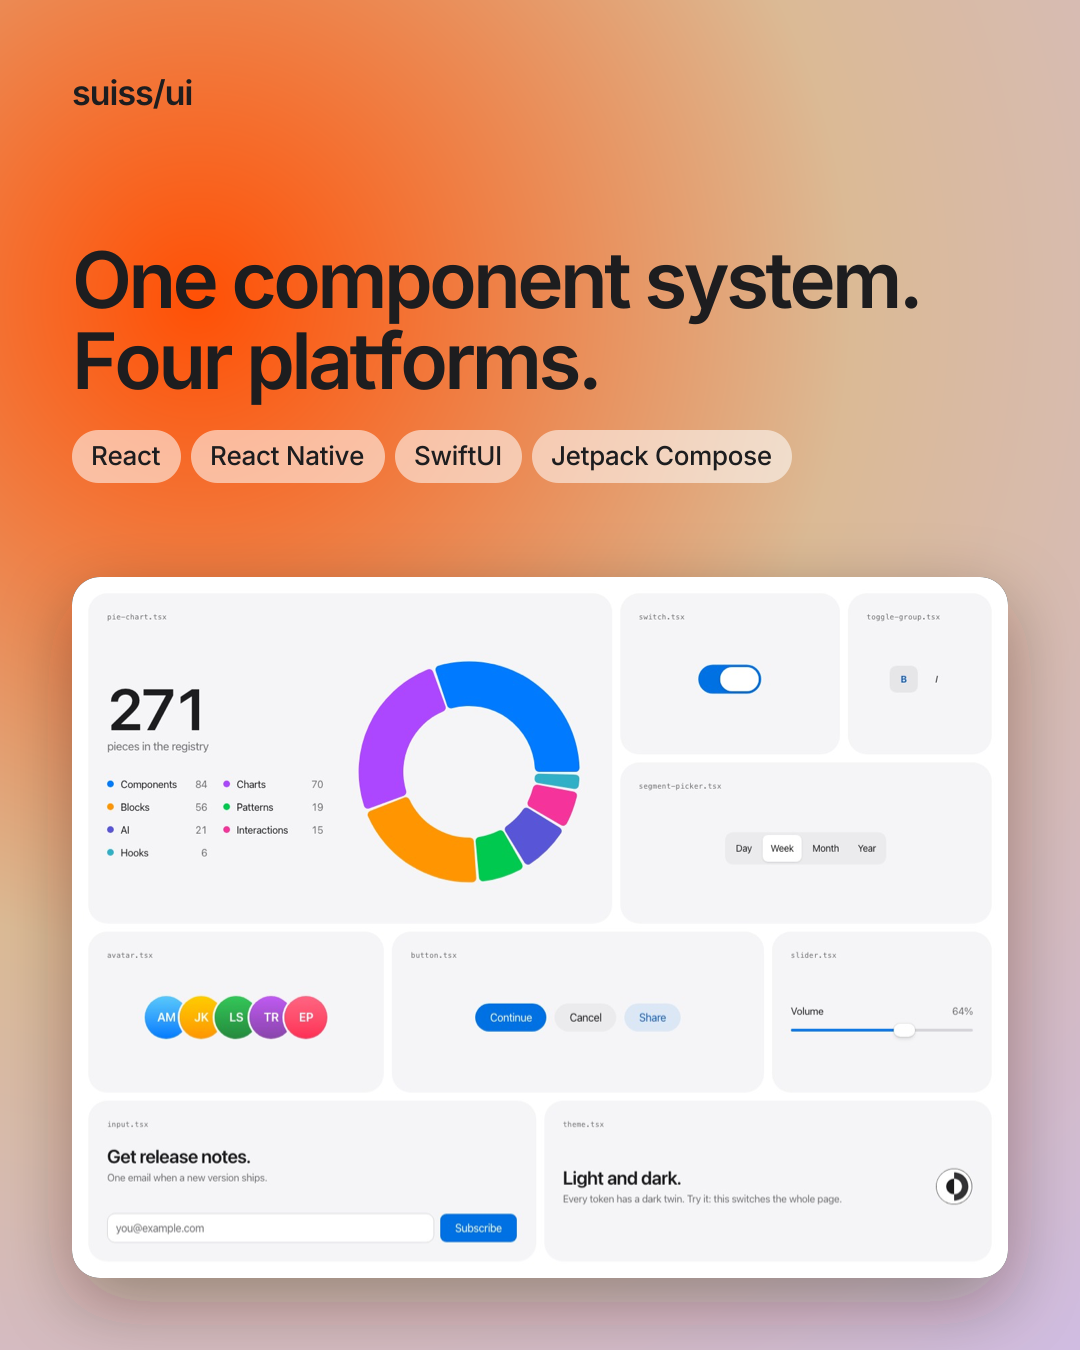 suiss/ui
One component system.
Four platforms.
React React Native SwiftUI Jetpack Compose
pie-chart.tsx
271
pieces in the registry
Components 84 Charts 70
Blocks 56 Patterns 19
AI 21 Interactions 15
Hooks 6
switch.tsx
toggle-group.tsx
B I
segment-picker.tsx
Day Week Month Year
avatar.tsx
AM JK LS TR EP
button.tsx
Continue Cancel Share
slider.tsx
Volume 64%
input.tsx
Get release notes.
One email when a new version ships.
you@example.com Subscribe
theme.tsx
Light and dark.
Every token has a dark twin. Try it: this switches the whole page.